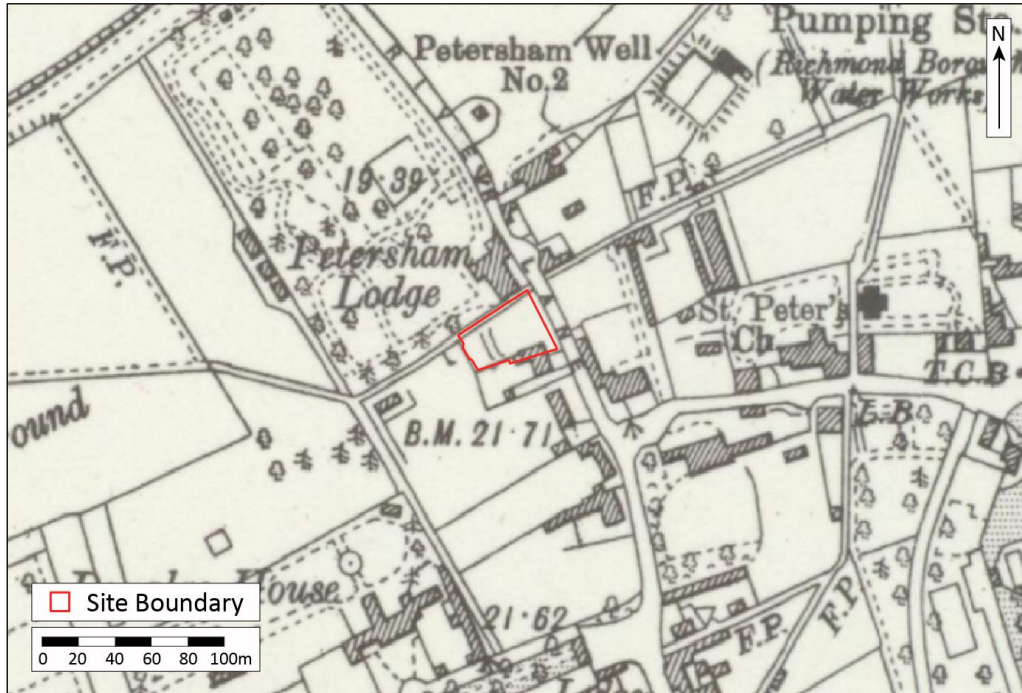 Pumping Sta.
(Richmond Borough
Water Works)
N
Petersham Well
No. 2
19·39
F.P.
F.P.
Petersham
Lodge
St. Peter's
Ch.
T.C.B
L.B
ound
B.M. 21·71
House
21·62
F.P.
F.P.
Site Boundary
0 20 40 60 80 100m